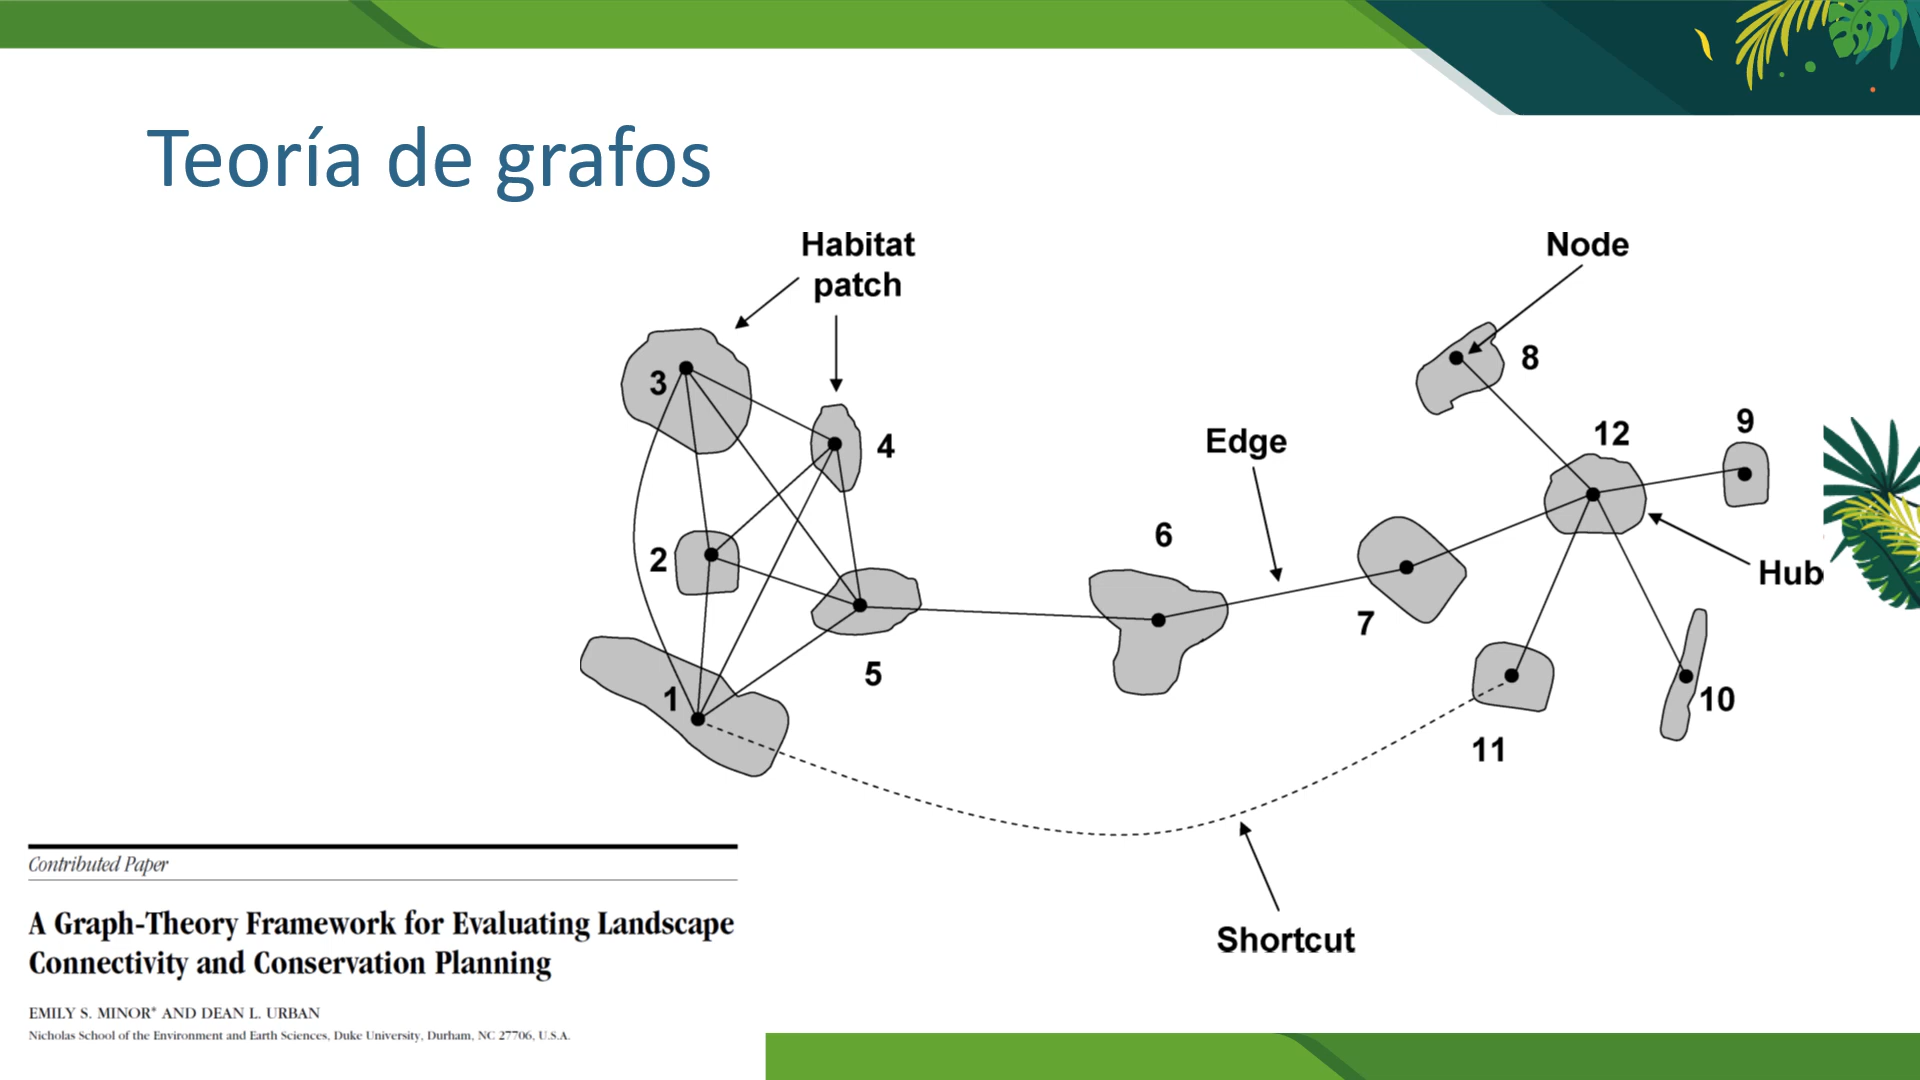 Teoría de grafos
Habitat
patch
Node
3
8
4
9
12
Edge
6
2
Hub
7
5
1
10
11
Shortcut
Contributed Paper
A Graph-Theory Framework for Evaluating Landscape
Connectivity and Conservation Planning
EMILY S. MINOR* AND DEAN L. URBAN
Nicholas School of the Environment and Earth Sciences, Duke University, Durham, NC 27706, U.S.A.